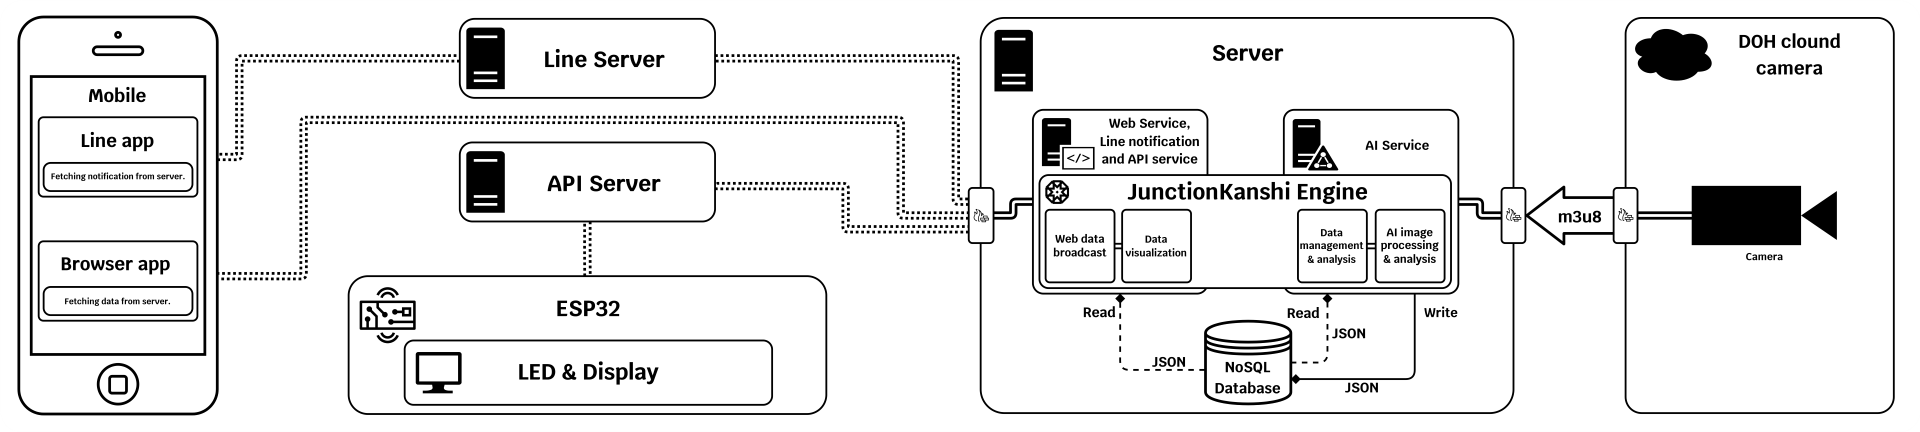 Mobile
Line app
Fetching notification from server.
Browser app
Fetching data from server.
Line Server
API Server
ESP32
LED & Display
Server
Web Service,
Line notification
and API service
</>
AI Service
JunctionKanshi Engine
Web data
broadcast
Data
visualization
Data
management
& analysis
AI image
processing
& analysis
Read
JSON
Read
JSON
Write
JSON
NoSQL
Database
m3u8
DOH clound
camera
Camera